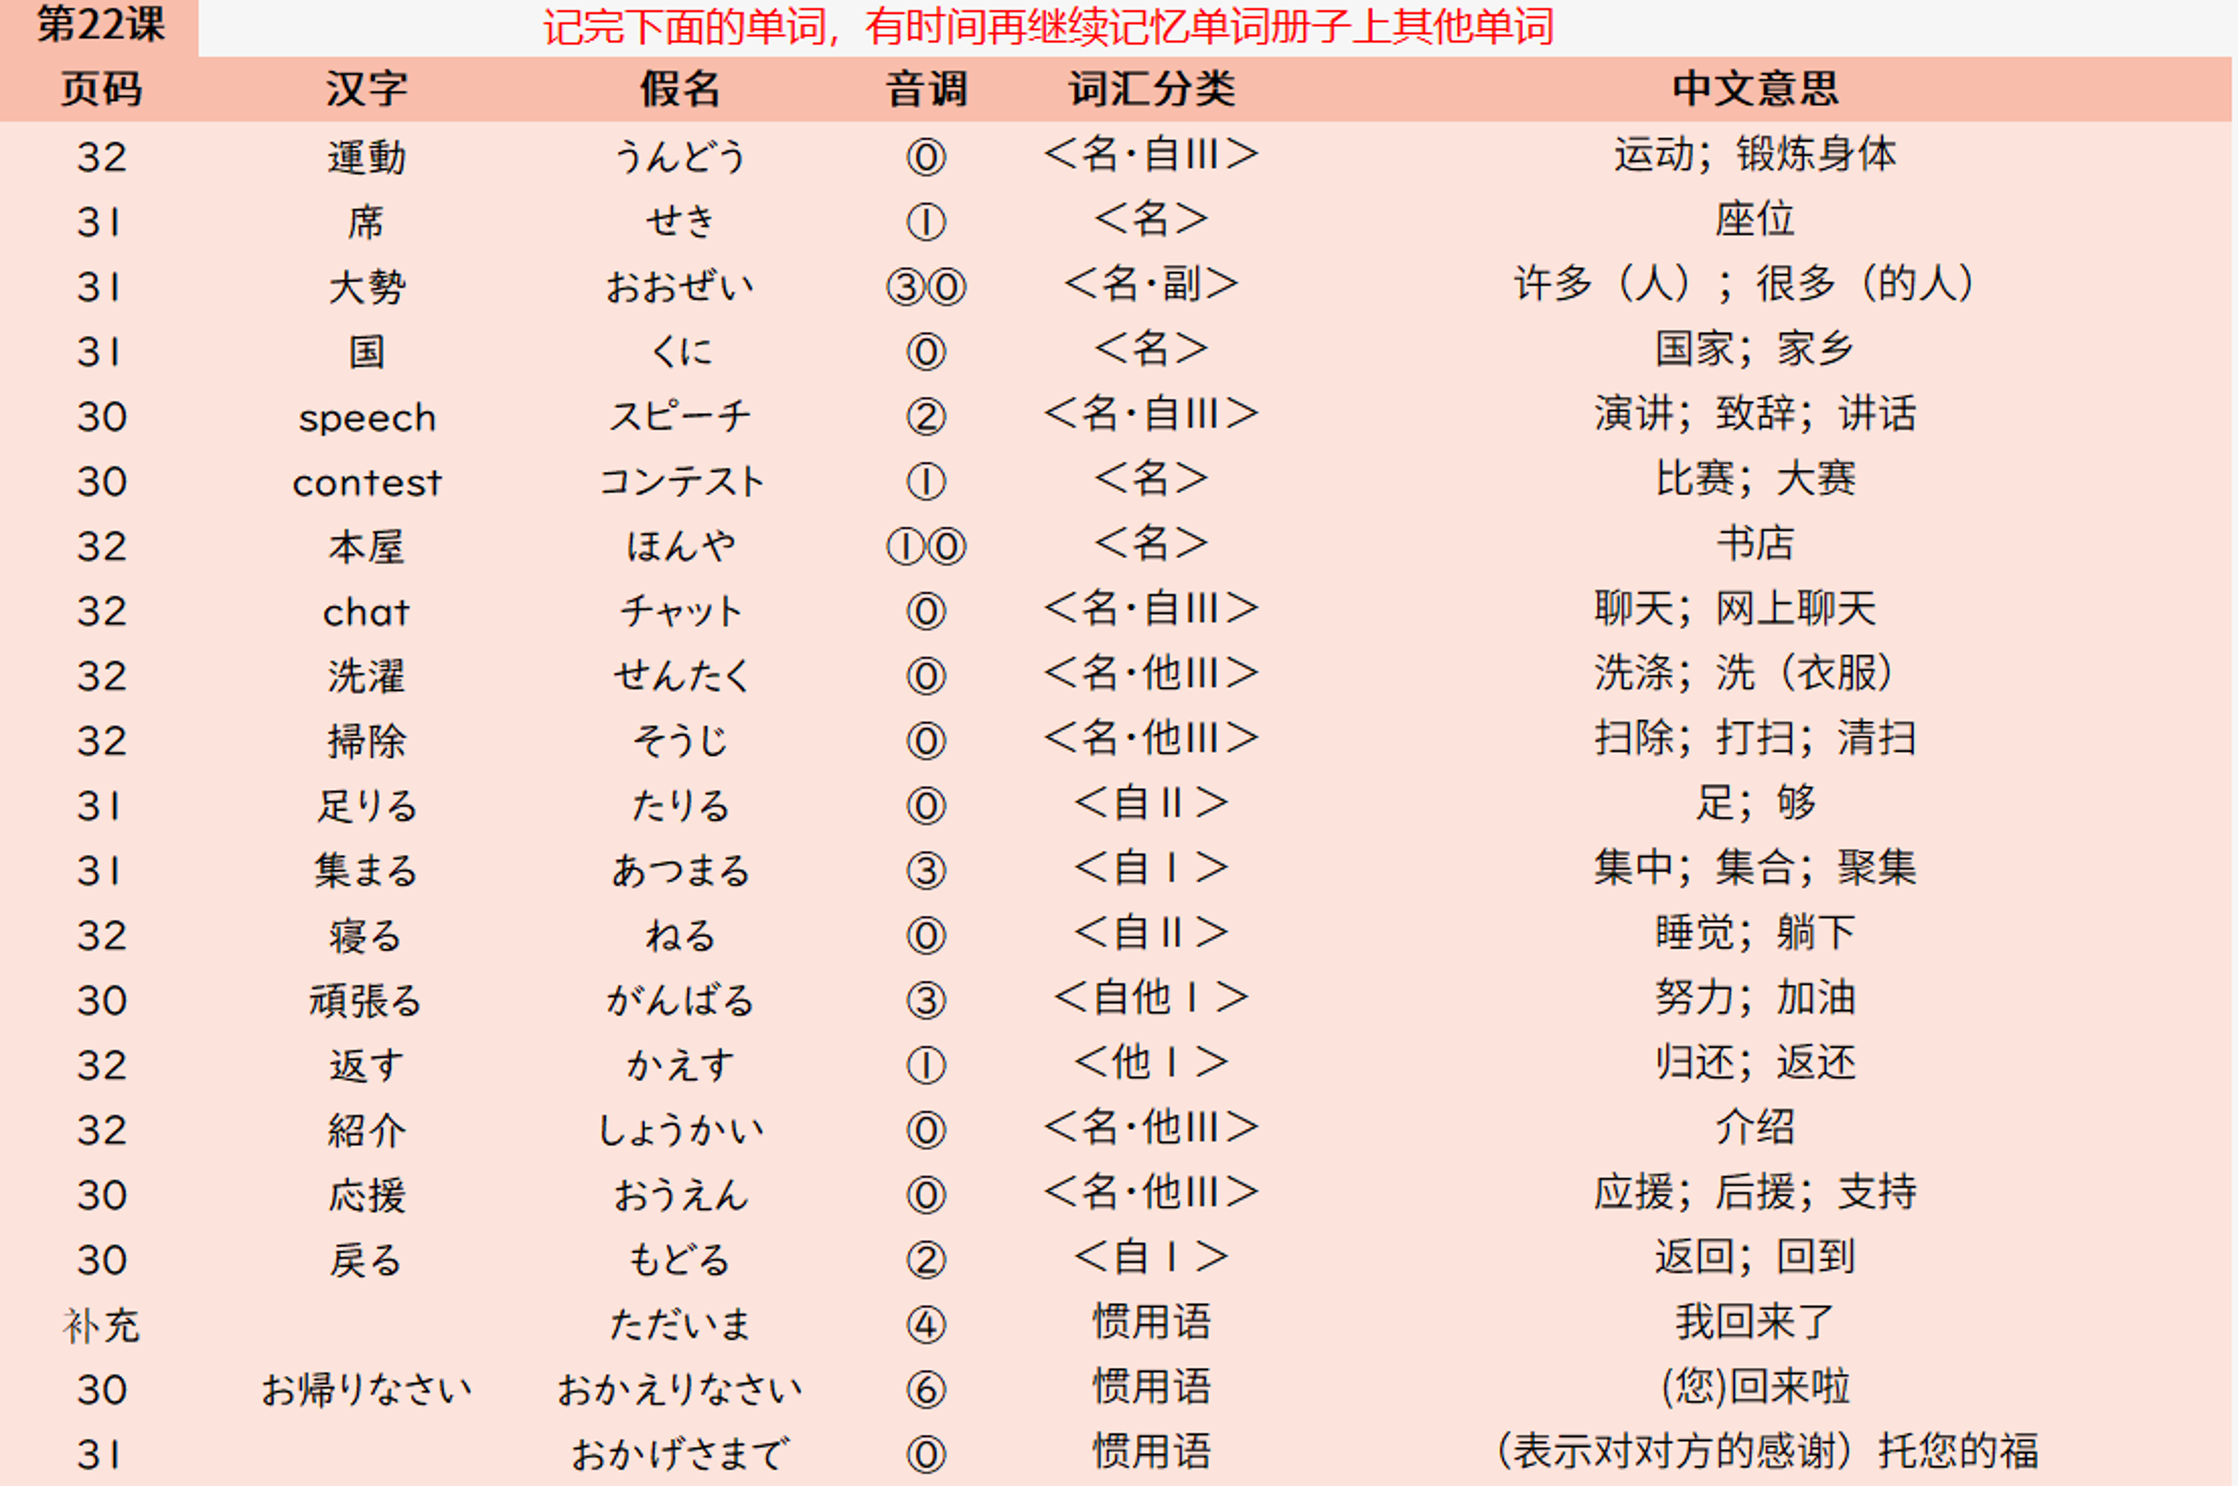 第22课 记完下面的单词，有时间再继续记忆单词册子上其他单词
页码 汉字 假名 音调 词汇分类 中文意思
32 運動 うんどう ⓪ ＜名·自Ⅲ＞ 运动；锻炼身体
31 席 せき ① ＜名＞ 座位
31 大勢 おおぜい ③⓪ ＜名·副＞ 许多（人）；很多（的人）
31 国 くに ⓪ ＜名＞ 国家；家乡
30 speech スピーチ ② ＜名·自Ⅲ＞ 演讲；致辞；讲话
30 contest コンテスト ① ＜名＞ 比赛；大赛
32 本屋 ほんや ①⓪ ＜名＞ 书店
32 chat チャット ⓪ ＜名·自Ⅲ＞ 聊天；网上聊天
32 洗濯 せんたく ⓪ ＜名·他Ⅲ＞ 洗涤；洗（衣服）
32 掃除 そうじ ⓪ ＜名·他Ⅲ＞ 扫除；打扫；清扫
31 足りる たりる ⓪ ＜自Ⅱ＞ 足；够
31 集まる あつまる ③ ＜自Ⅰ＞ 集中；集合；聚集
32 寝る ねる ⓪ ＜自Ⅱ＞ 睡觉；躺下
30 頑張る がんばる ③ ＜自他Ⅰ＞ 努力；加油
32 返す かえす ① ＜他Ⅰ＞ 归还；返还
32 紹介 しょうかい ⓪ ＜名·他Ⅲ＞ 介绍
30 応援 おうえん ⓪ ＜名·他Ⅲ＞ 应援；后援；支持
30 戻る もどる ② ＜自Ⅰ＞ 返回；回到
补充 ただいま ④ 惯用语 我回来了
30 お帰りなさい おかえりなさい ⑥ 惯用语 (您)回来啦
31 おかげさまで ⓪ 惯用语 （表示对对方的感谢）托您的福